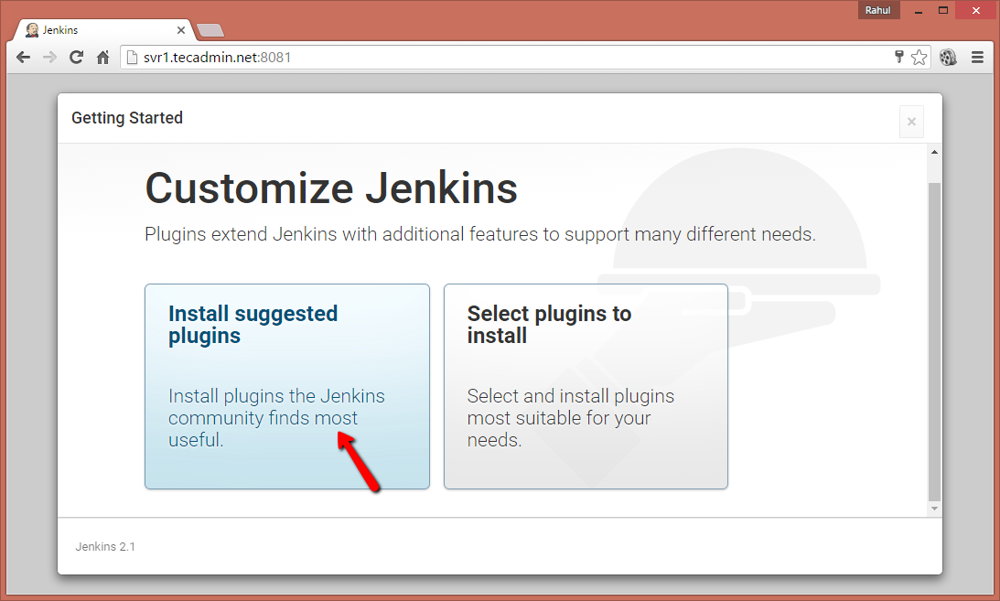 Rahul
Jenkins
svr1.tecadmin.net:8081
Getting Started
Customize Jenkins
Plugins extend Jenkins with additional features to support many different needs.
Install suggested
plugins
Install plugins the Jenkins
community finds most
useful.
Select plugins to
install
Select and install plugins
most suitable for your
needs.
Jenkins 2.1